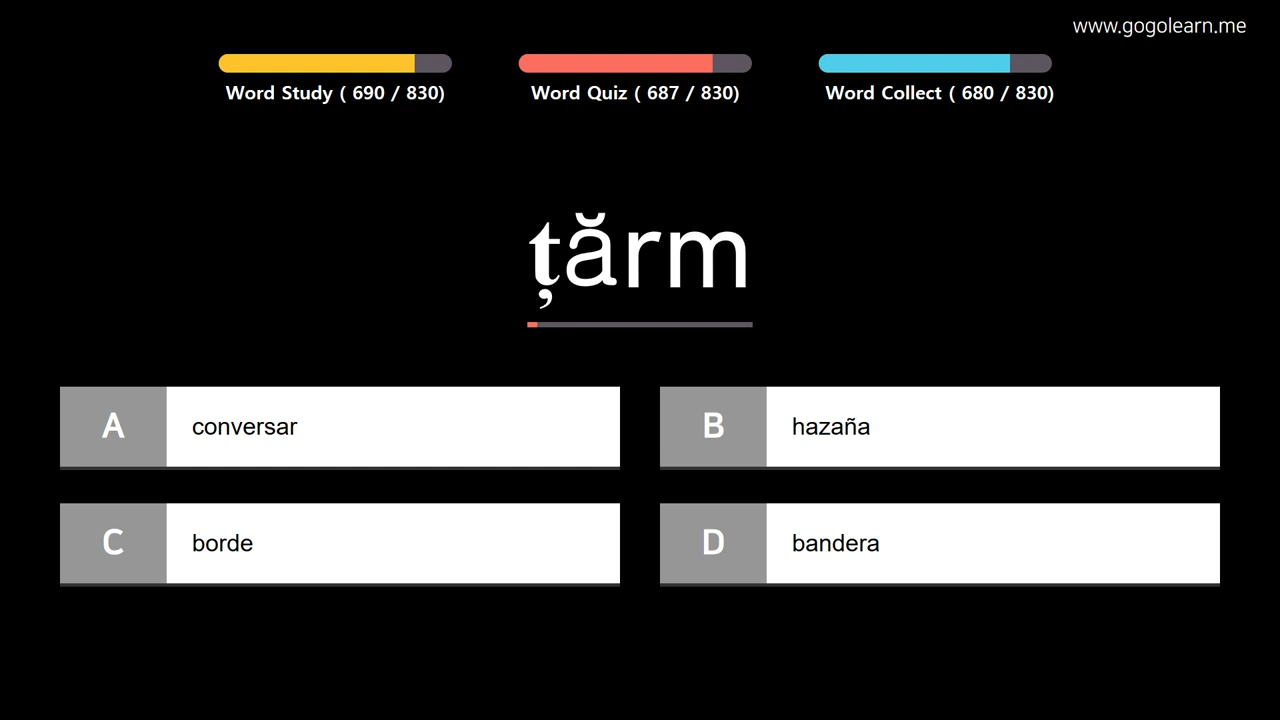 www.gogolearn.me
Word Study ( 690 / 830)
Word Quiz ( 687 / 830)
Word Collect ( 680 / 830)
țărm
A conversar
B hazaña
C borde
D bandera